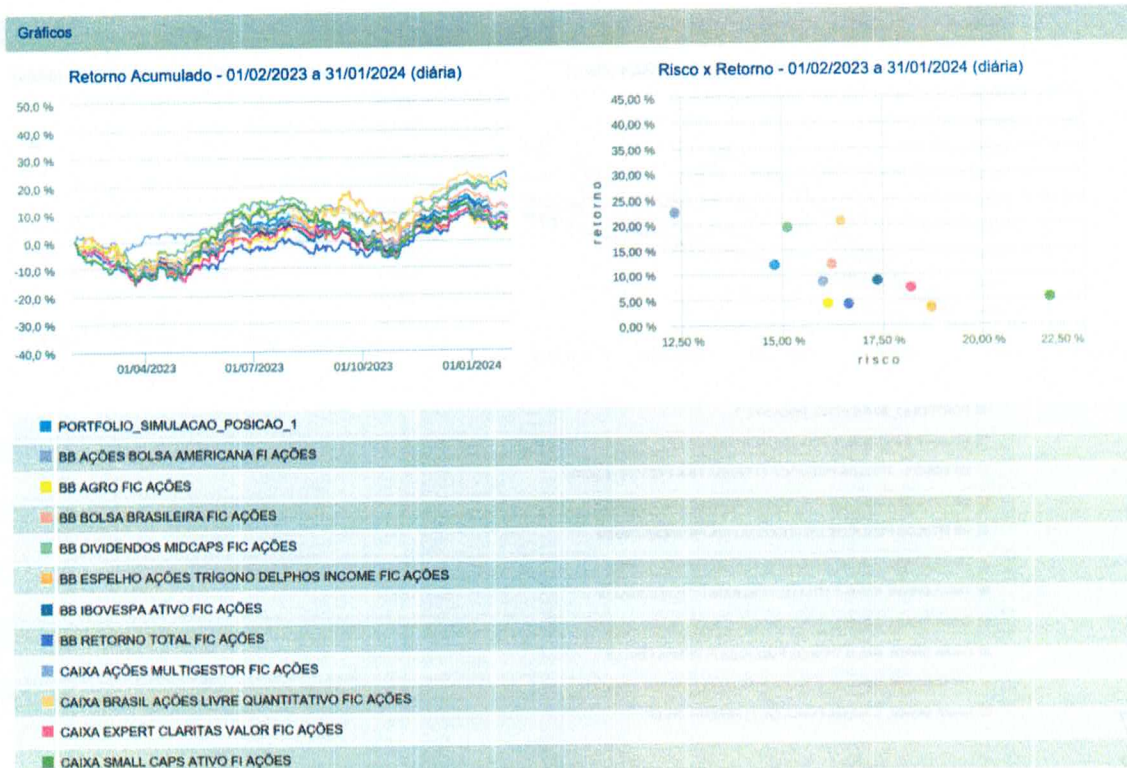 Gráficos
Retorno Acumulado - 01/02/2023 a 31/01/2024 (diária)
50,0 %
40,0 %
30,0 %
20,0 %
10,0 %
0,0 %
-10,0 %
-20,0 %
-30,0 %
-40,0 %
01/04/2023
01/07/2023
01/10/2023
01/01/2024
Risco x Retorno - 01/02/2023 a 31/01/2024 (diária)
retorno
45,00 %
40,00 %
35,00 %
30,00 %
25,00 %
20,00 %
15,00 %
10,00 %
5,00 %
0,00 %
12,50 %
15,00 %
17,50 %
20,00 %
22,50 %
risco
PORTFOLIO_SIMULACAO_POSICAO_1
BB AÇÕES BOLSA AMERICANA FI AÇÕES
BB AGRO FIC AÇÕES
BB BOLSA BRASILEIRA FIC AÇÕES
BB DIVIDENDOS MIDCAPS FIC AÇÕES
BB ESPELHO AÇÕES TRÍGONO DELPHOS INCOME FIC AÇÕES
BB IBOVESPA ATIVO FIC AÇÕES
BB RETORNO TOTAL FIC AÇÕES
CAIXA AÇÕES MULTIGESTOR FIC AÇÕES
CAIXA BRASIL AÇÕES LIVRE QUANTITATIVO FIC AÇÕES
CAIXA EXPERT CLARITAS VALOR FIC AÇÕES
CAIXA SMALL CAPS ATIVO FI AÇÕES